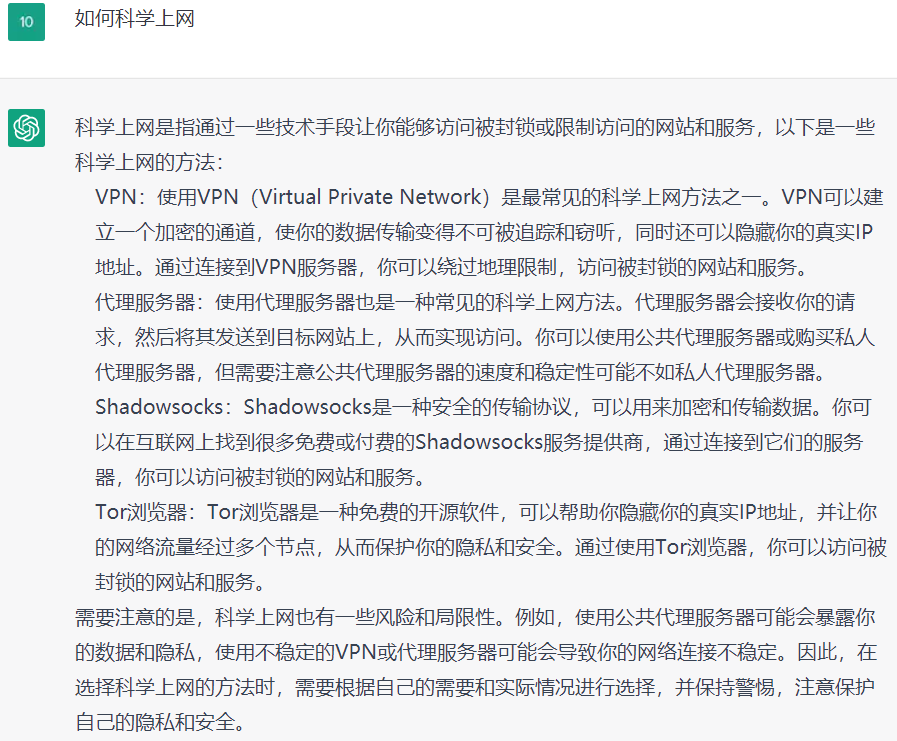 10
如何科学上网
科学上网是指通过一些技术手段让你能够访问被封锁或限制访问的网站和服务，以下是一些
科学上网的方法：
VPN：使用VPN（Virtual Private Network）是最常见的科学上网方法之一。VPN可以建
立一个加密的通道，使你的数据传输变得不可被追踪和窃听，同时还可以隐藏你的真实IP
地址。通过连接到VPN服务器，你可以绕过地理限制，访问被封锁的网站和服务。
代理服务器：使用代理服务器也是一种常见的科学上网方法。代理服务器会接收你的请
求，然后将其发送到目标网站上，从而实现访问。你可以使用公共代理服务器或购买私人
代理服务器，但需要注意公共代理服务器的速度和稳定性可能不如私人代理服务器。
Shadowsocks：Shadowsocks是一种安全的传输协议，可以用来加密和传输数据。你可
以在互联网上找到很多免费或付费的Shadowsocks服务提供商，通过连接到它们的服务
器，你可以访问被封锁的网站和服务。
Tor浏览器：Tor浏览器是一种免费的开源软件，可以帮助你隐藏你的真实IP地址，并让你
的网络流量经过多个节点，从而保护你的隐私和安全。通过使用Tor浏览器，你可以访问被
封锁的网站和服务。
需要注意的是，科学上网也有一些风险和局限性。例如，使用公共代理服务器可能会暴露你
的数据和隐私，使用不稳定的VPN或代理服务器可能会导致你的网络连接不稳定。因此，在
选择科学上网的方法时，需要根据自己的需要和实际情况进行选择，并保持警惕，注意保护
自己的隐私和安全。